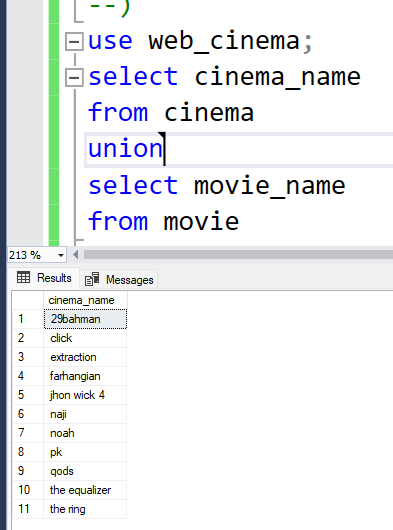 --)
use web_cinema;
select cinema_name
from cinema
union
select movie_name
from movie
213 %
Results Messages
cinema_name
1 29bahman
2 click
3 extraction
4 farhangian
5 jhon wick 4
6 naji
7 noah
8 pk
9 qods
10 the equalizer
11 the ring